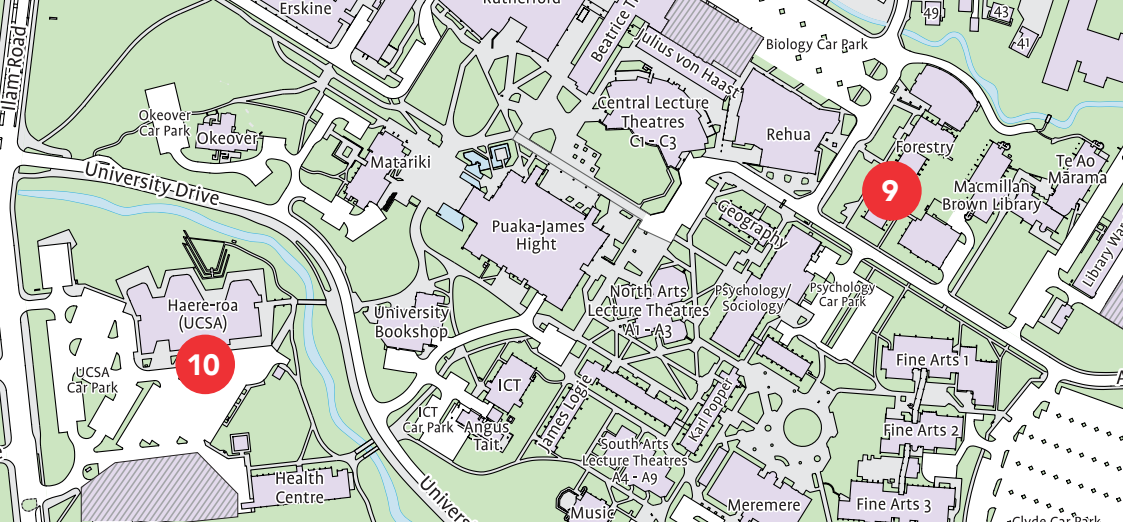 Erskine
Rutherford
Beatrice T
Julius von Haast
Biology Car Park
49
43
41
Ilam Road
Okeover
Car Park
Okeover
Central Lecture
Theatres
C1 - C3
Rehua
Forestry
Te Ao
Mārama
Matariki
University Drive
9
Macmillan
Brown Library
Puaka-James
Hight
Geography
Library Wa
Haere-roa
(UCSA)
University
Bookshop
North Arts
Lecture Theatres
A1 - A3
Psychology/
Sociology
Psychology
Car Park
10
UCSA
Car Park
ICT
Fine Arts 1
A
ICT
Car Park
Angus
Tait
James Logie
Karl Popper
Fine Arts 2
South Arts
Lecture Theatres
A4 - A9
Health
Centre
Univers
Music
Meremere
Fine Arts 3
Clyde Car Park